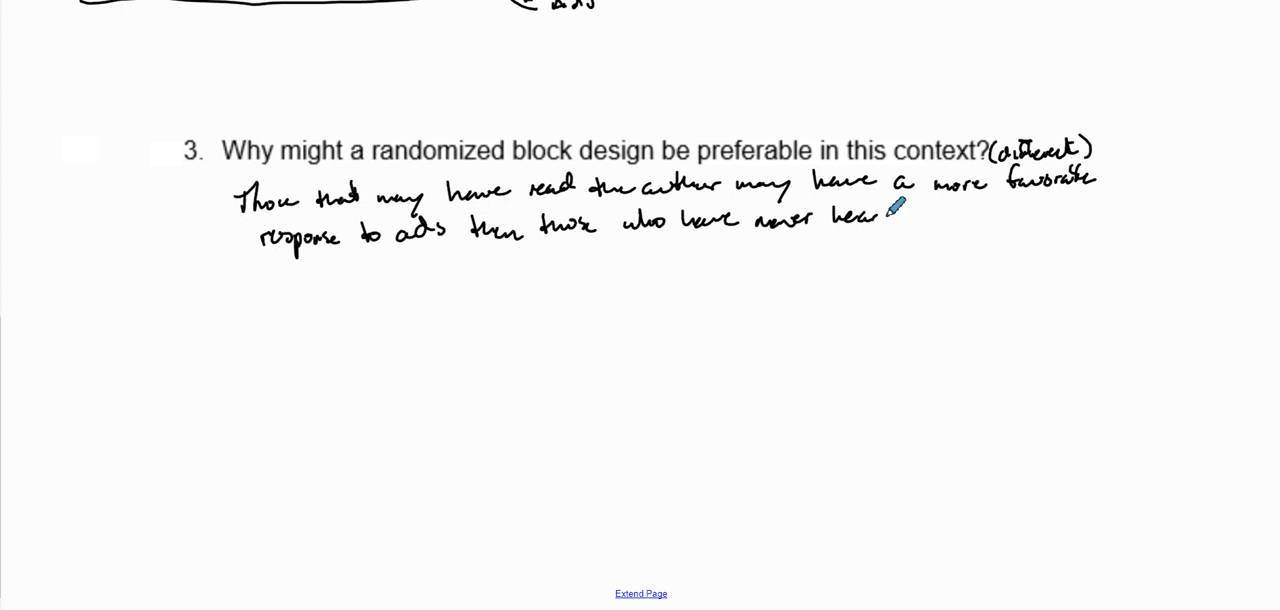 3. Why might a randomized block design be preferable in this context? (different)
Those that may have read the author may have a more favorable
response to ads then those who have never hear
Extend Page